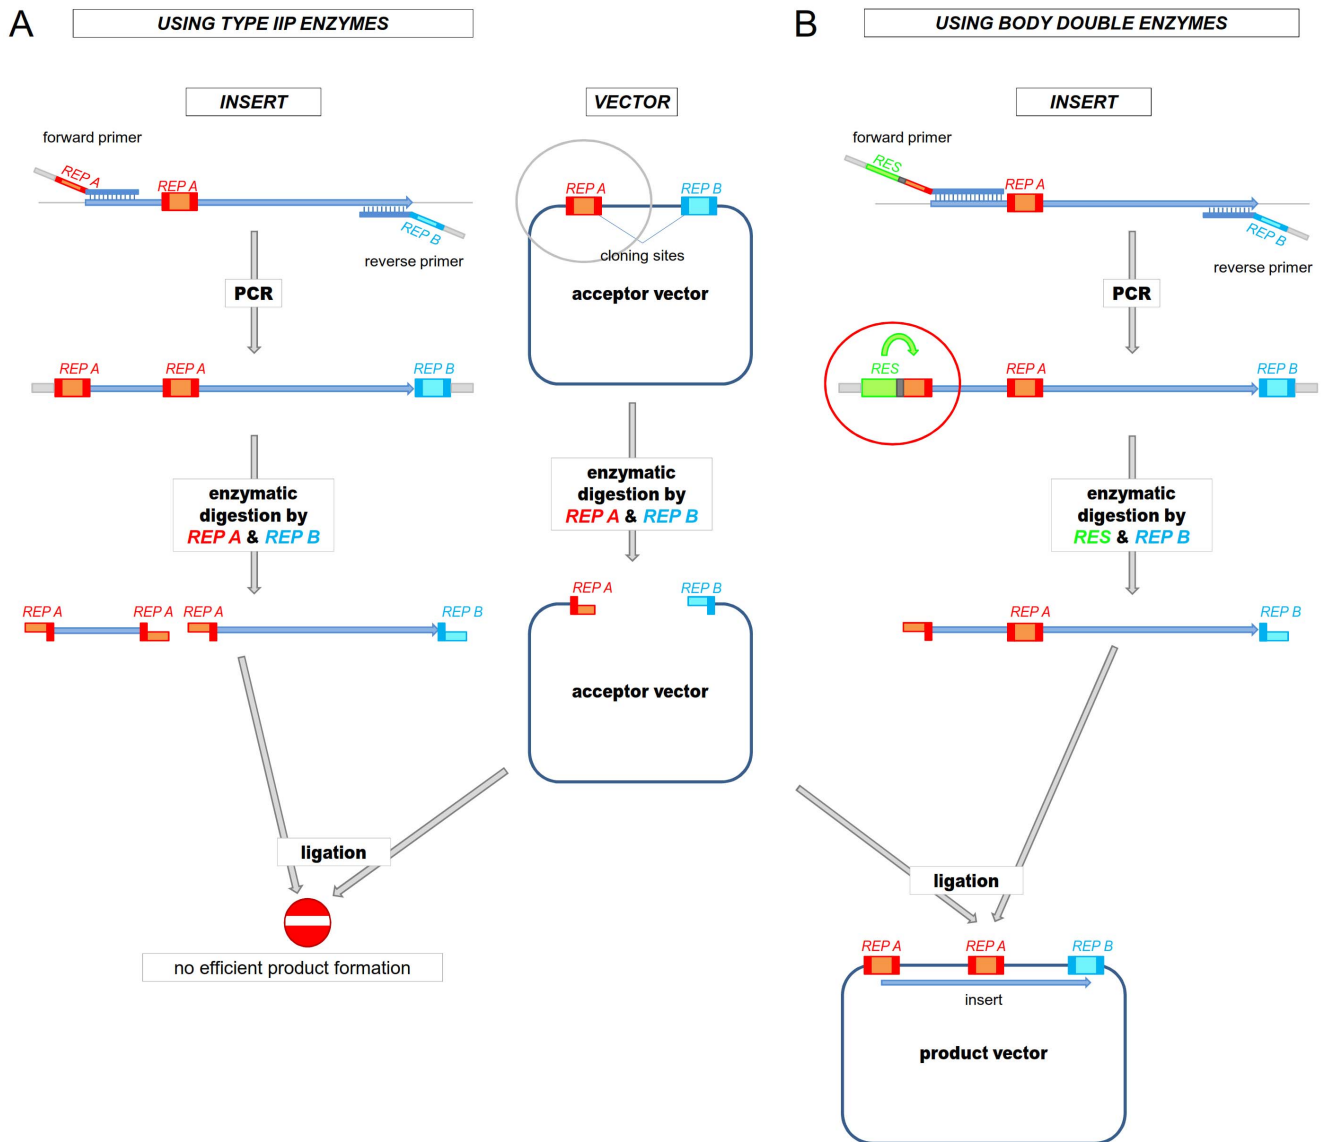 A
USING TYPE IIP ENZYMES
INSERT
forward primer
REP A
REP A
REP B
reverse primer
PCR
REP A
REP A
REP B
enzymatic
digestion by
REP A & REP B
REP A
REP A
REP A
REP B
VECTOR
REP A
REP B
cloning sites
acceptor vector
enzymatic
digestion by
REP A & REP B
REP A
REP B
acceptor vector
ligation
no efficient product formation
B
USING BODY DOUBLE ENZYMES
INSERT
forward primer
RES
REP A
REP B
reverse primer
PCR
RES
REP A
REP B
enzymatic
digestion by
RES & REP B
REP A
REP B
ligation
REP A
REP A
REP B
insert
product vector